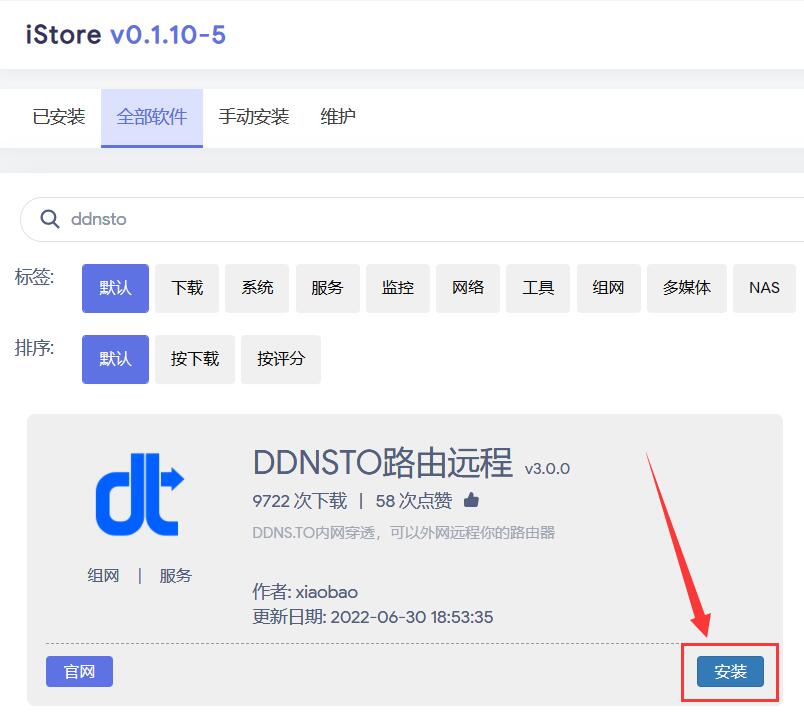 iStore v0.1.10-5
已安装 全部软件 手动安装 维护
ddnsto
标签: 默认 下载 系统 服务 监控 网络 工具 组网 多媒体 NAS
排序: 默认 按下载 按评分
dt
DDNSTO路由远程 v3.0.0
9722 次下载 | 58 次点赞
DDNS.TO内网穿透，可以外网远程你的路由器
组网 | 服务
作者: xiaobao
更新日期: 2022-06-30 18:53:35
官网 安装